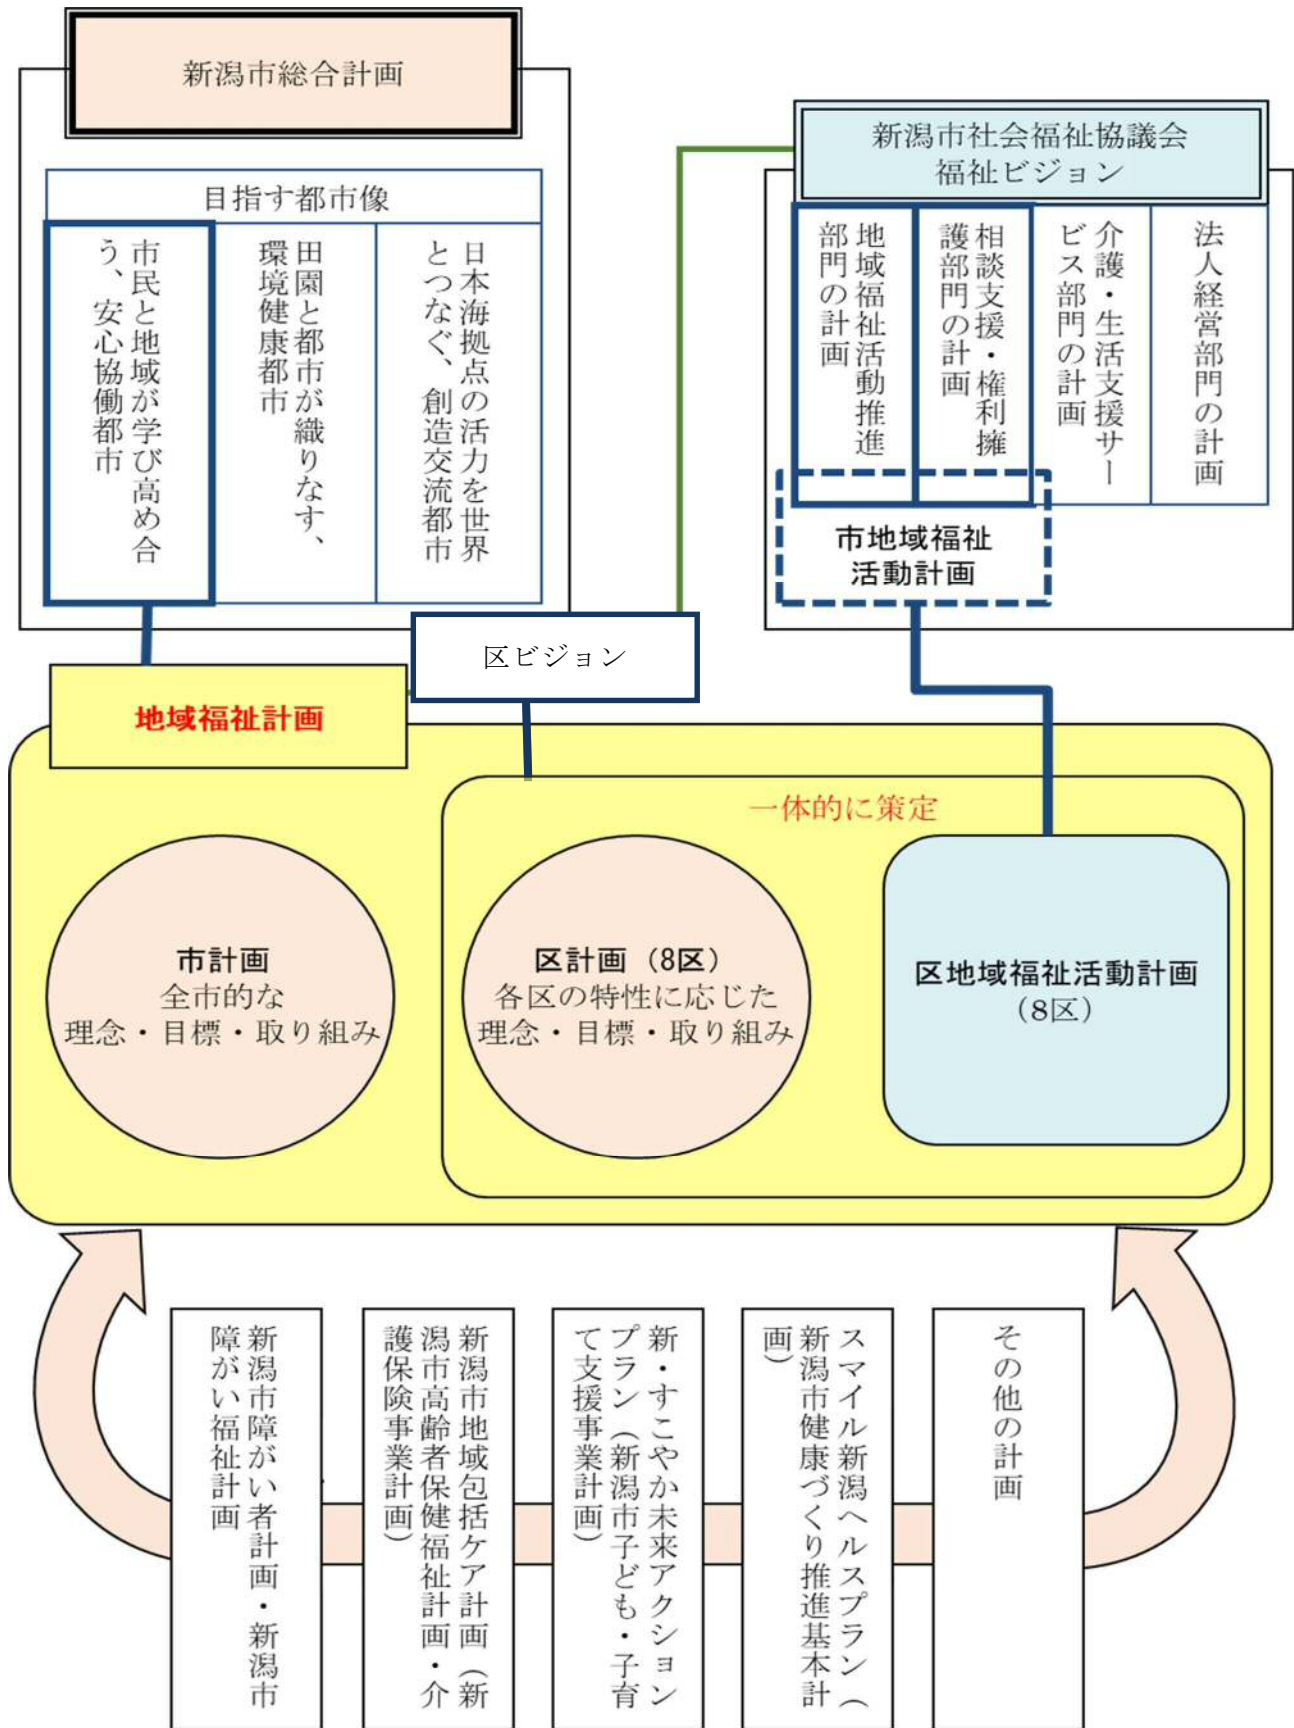 新潟市総合計画
目指す都市像
市民と地域が学び高め合
う、安心協働都市
田園と都市が織りなす、
環境健康都市
日本海拠点の活力を世界
とつなぐ、創造交流都市
新潟市社会福祉協議会
福祉ビジョン
地域福祉活動推進
部門の計画
相談支援・権利擁
護部門の計画
介護・生活支援サー
ビス部門の計画
法人経営部門の計画
市地域福祉
活動計画
区ビジョン
地域福祉計画
一体的に策定
市計画
全市的な
理念・目標・取り組み
区計画（8区）
各区の特性に応じた
理念・目標・取り組み
区地域福祉活動計画
（8区）
新潟市障がい者計画・新潟市
障がい福祉計画
新潟市地域包括ケア計画（新
潟市高齢者保健福祉計画・介
護保険事業計画）
新・すこやか未来アクション
プラン（新潟市子ども・子育
て支援事業計画）
スマイル新潟ヘルスプラン（
新潟市健康づくり推進基本計
画）
その他の計画